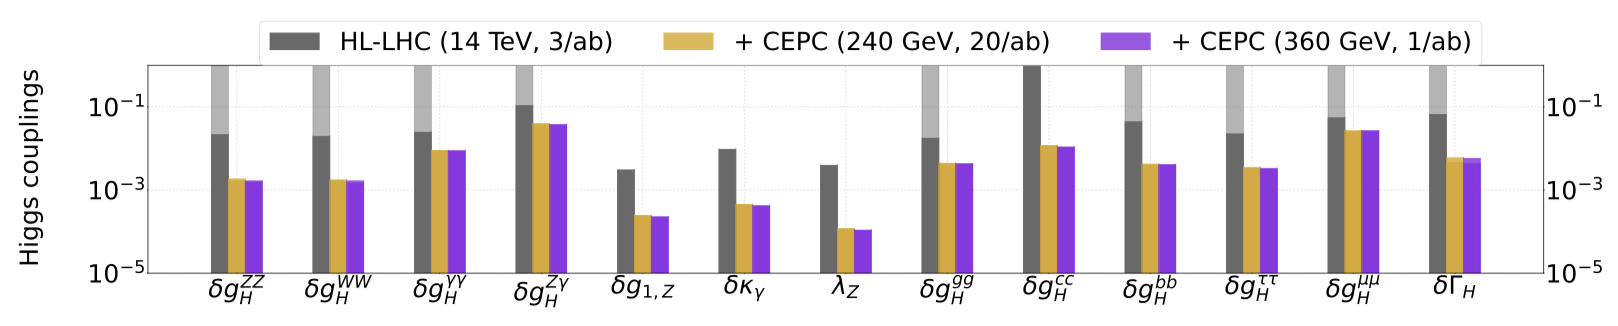 HL-LHC (14 TeV, 3/ab) + CEPC (240 GeV, 20/ab) + CEPC (360 GeV, 1/ab)
Higgs couplings
10⁻¹ 10⁻¹
10⁻³ 10⁻³
10⁻⁵ 10⁻⁵
δg_H^{ZZ} δg_H^{WW} δg_H^{γγ} δg_H^{Zγ} δg_{1,Z} δκ_γ λ_Z δg_H^{gg} δg_H^{cc} δg_H^{bb} δg_H^{ττ} δg_H^{μμ} δΓ_H